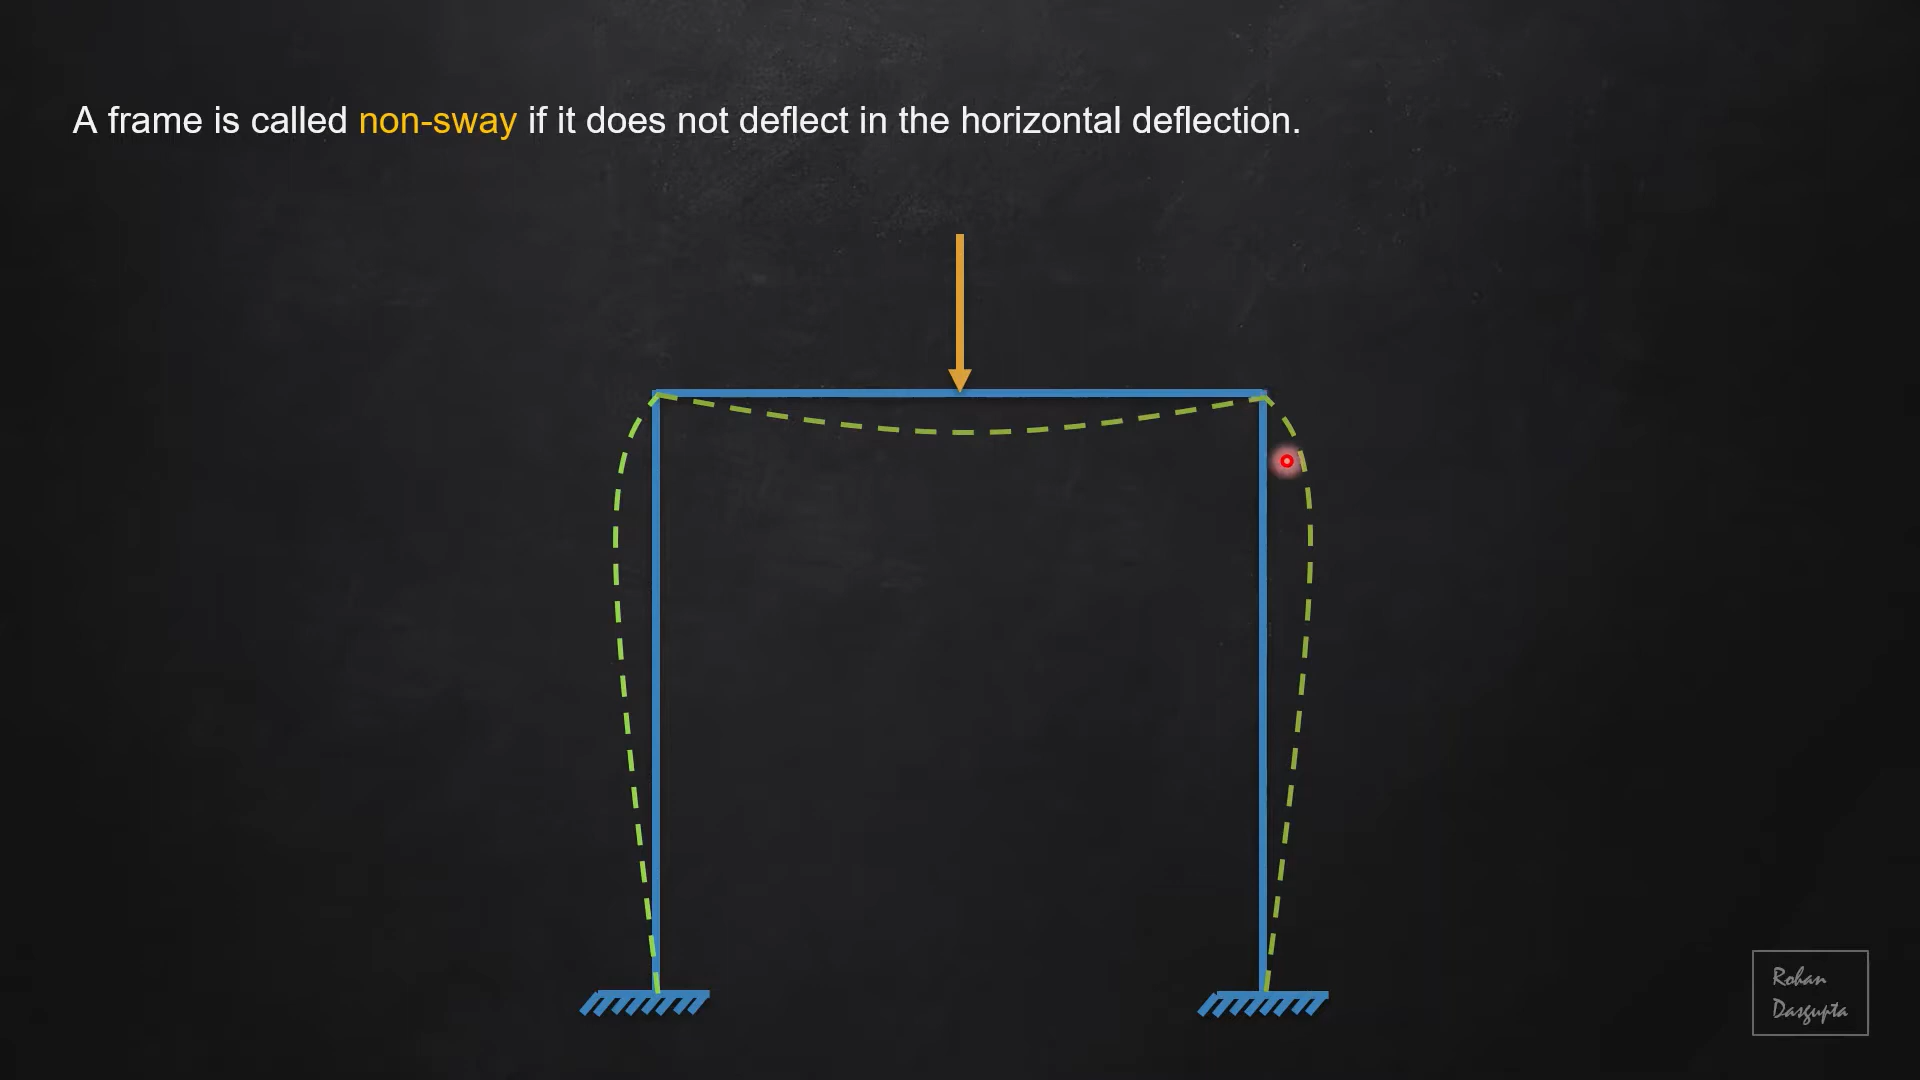 A frame is called non-sway if it does not deflect in the horizontal deflection.
Rohan
Dasgupta